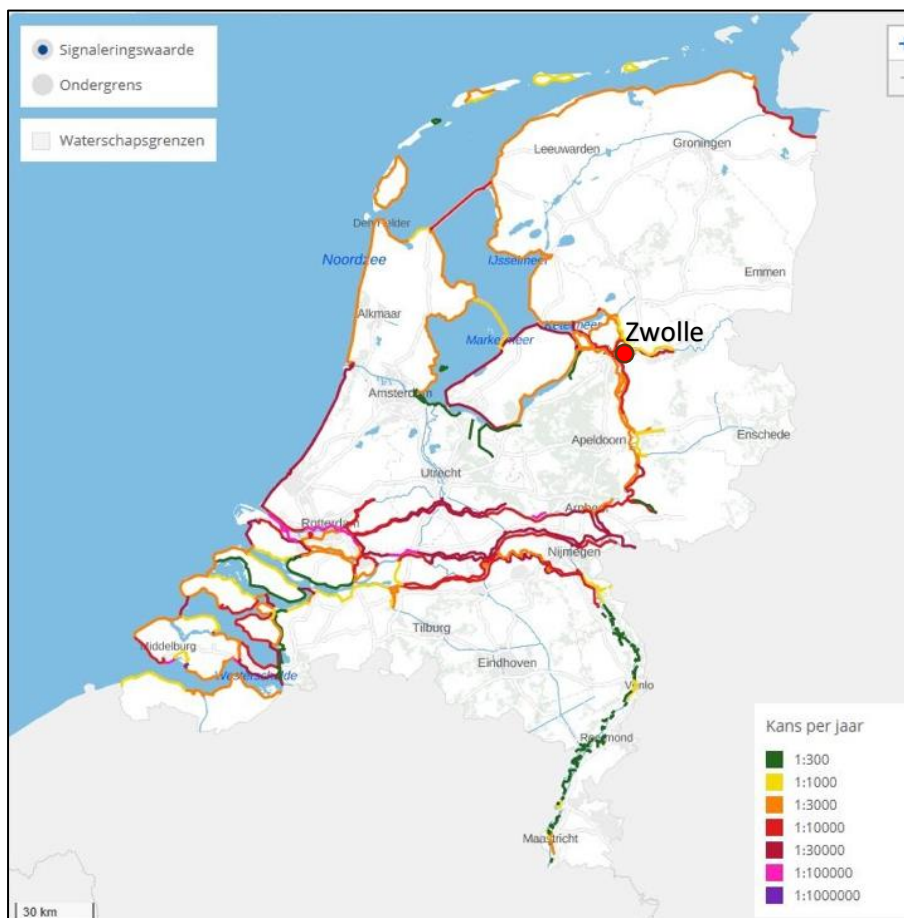 Signaleringswaarde
Ondergrens
Waterschapsgrenzen
+
−
Leeuwarden
Groningen
Den Helder
Noordzee
IJsselmeer
Emmen
Alkmaar
Ketelmeer
Zwolle
Markermeer
Amsterdam
Apeldoorn
Enschede
Utrecht
Rotterdam
Arnhem
Nijmegen
Tilburg
Middelburg
Eindhoven
Westerschelde
Venlo
Roermond
Maastricht
Kans per jaar
1:300
1:1000
1:3000
1:10000
1:30000
1:100000
1:1000000
30 km